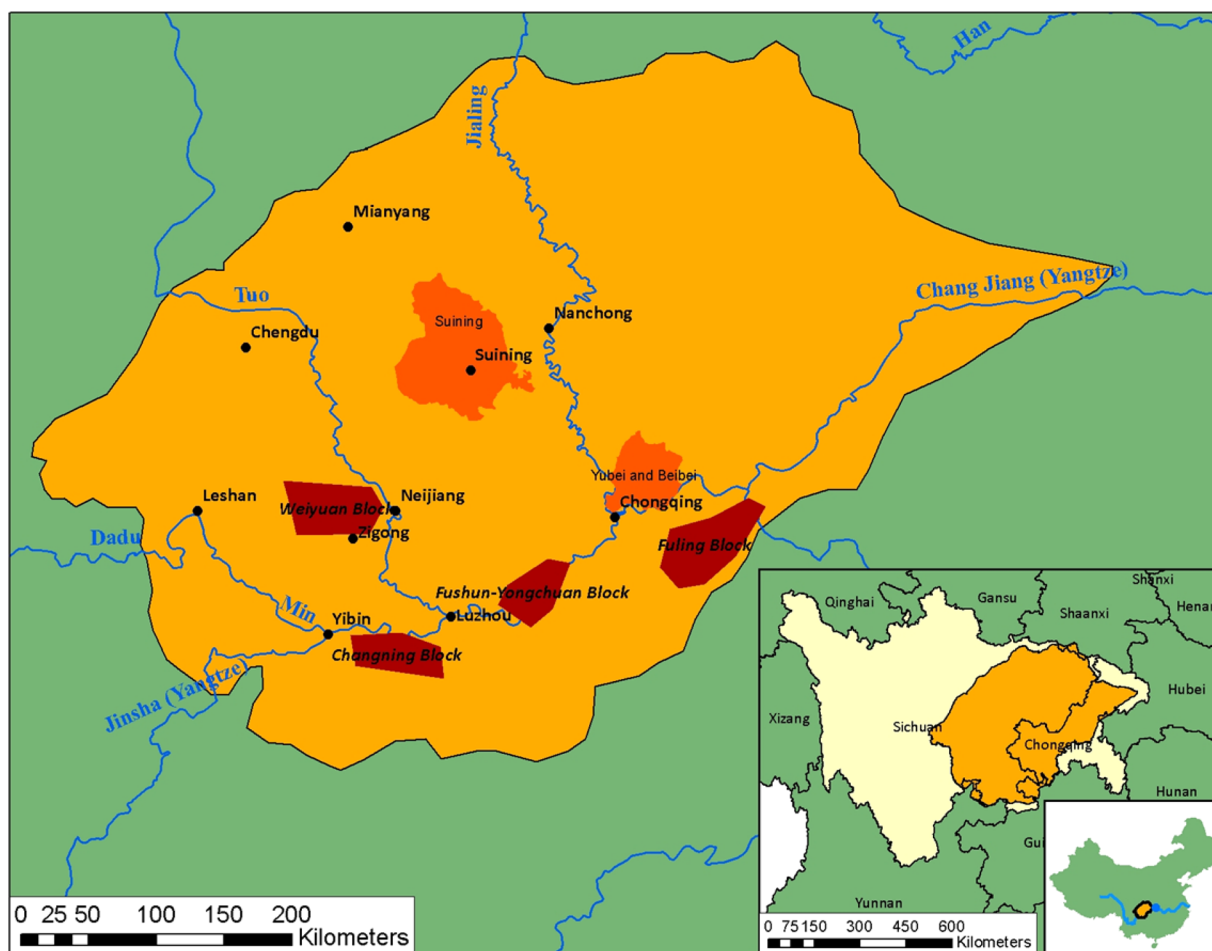 Han
Jialing
Mianyang
Tuo
Chang Jiang (Yangtze)
Suining
Nanchong
Chengdu
Suining
Yubei and Beibei
Leshan
Weiyuan Block
Neijiang
Chongqing
Zigong
Dadu
Fuling Block
Fushun-Yongchuan Block
Min
Luzhou
Yibin
Changning Block
Jinsha (Yangtze)
Qinghai
Gansu
Shanxi
Shaanxi
Henan
Hubei
Xizang
Sichuan
Chongqing
Hunan
Gui
Yunnan
0 25 50 100 150 200
Kilometers
0 75 150 300 450 600
Kilometers